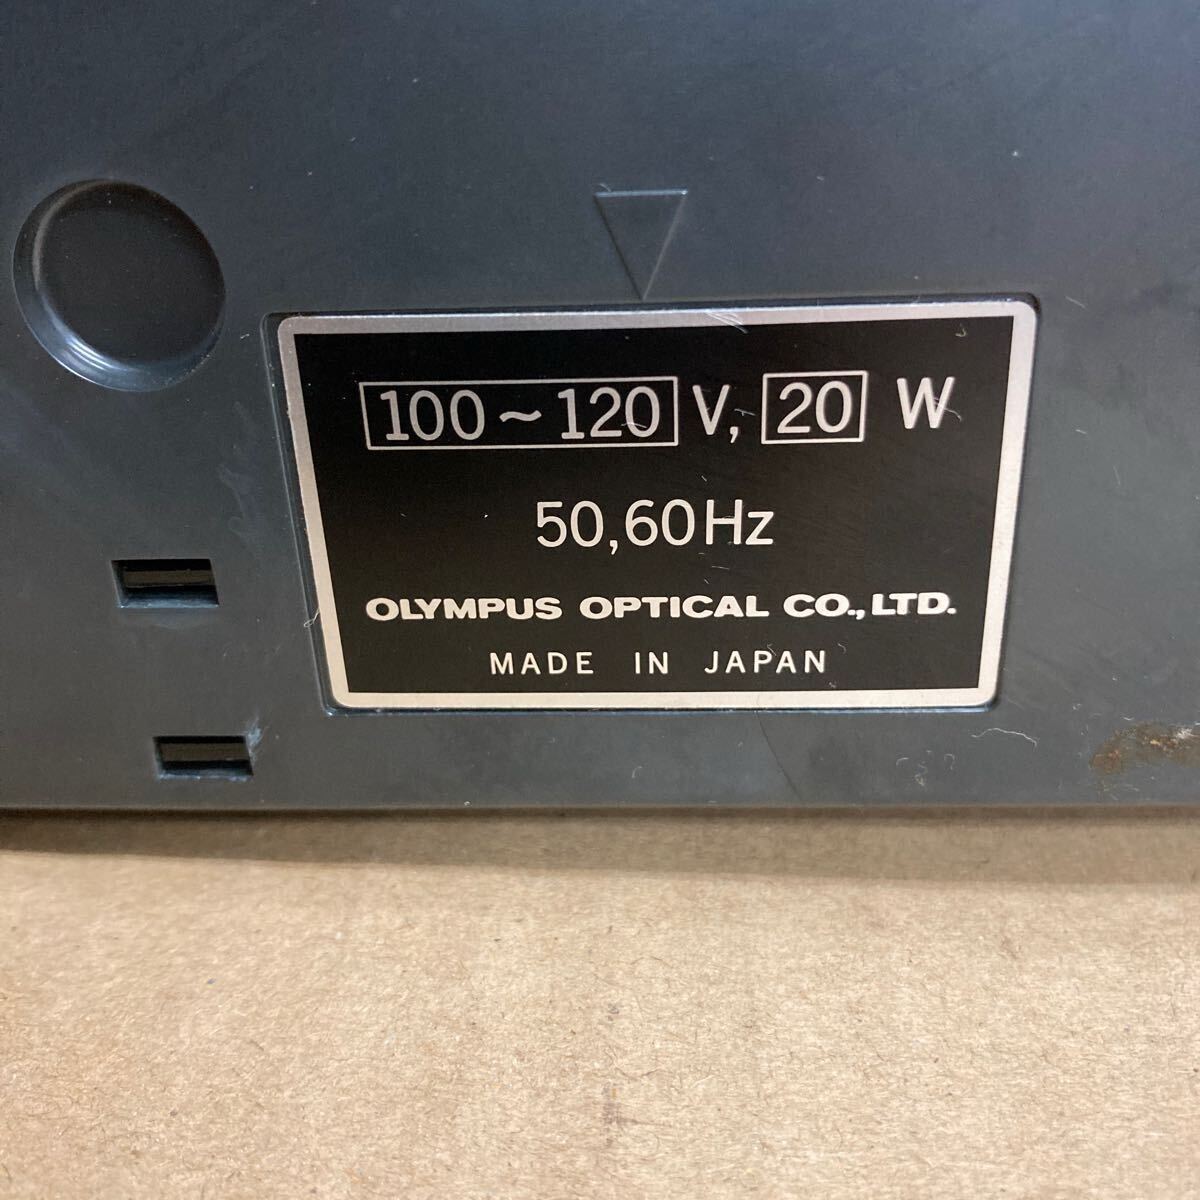 100~120 V, 20 W
50,60Hz
OLYMPUS OPTICAL CO.,LTD.
MADE IN JAPAN